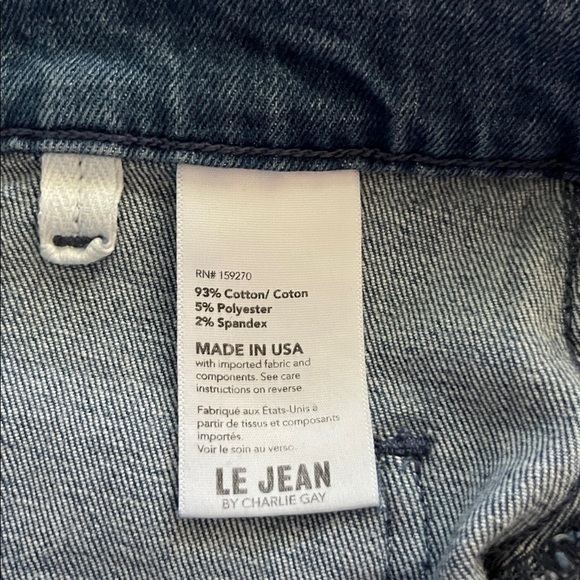 RN# 159270
93% Cotton/ Coton
5% Polyester
2% Spandex
MADE IN USA
with imported fabric and
components. See care
instructions on reverse.
Fabriqué aux États-Unis à
partir de tissus et composants
importés.
Voir le soin au verso.
LE JEAN
BY CHARLIE GAY